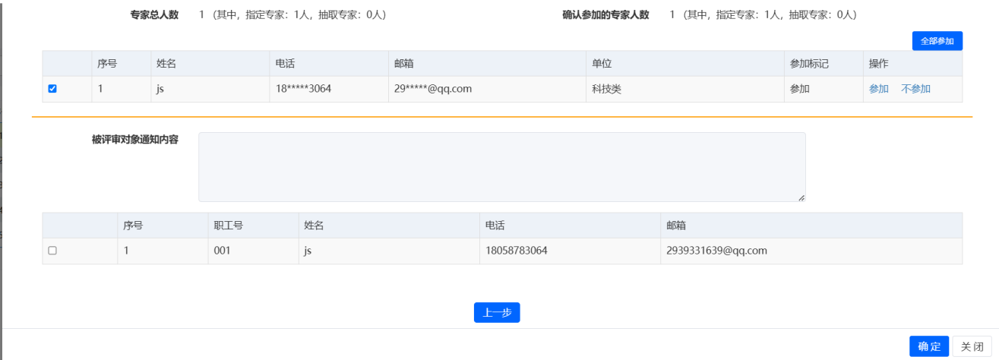 专家总人数 1 (其中, 指定专家: 1人, 抽取专家: 0人) 确认参加的专家人数 1 (其中, 指定专家: 1人, 抽取专家: 0人)
全部参加
序号 姓名 电话 邮箱 单位 参加标记 操作
1 js 18*****3064 29*****@qq.com 科技类 参加 参加 不参加
被评审对象通知内容
序号 职工号 姓名 电话 邮箱
1 001 js 18058783064 2939331639@qq.com
上一步
确定 关闭